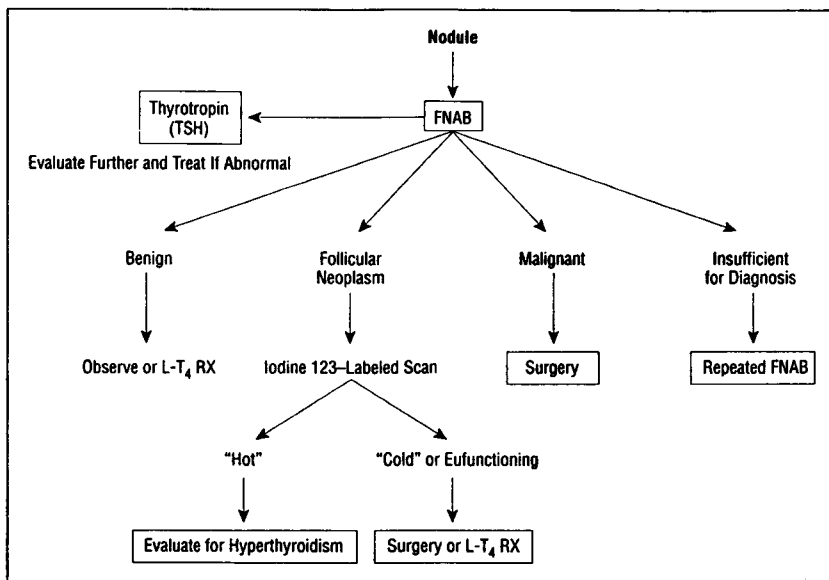 Nodule
Thyrotropin
(TSH)
FNAB
Evaluate Further and Treat If Abnormal
Benign
Follicular
Neoplasm
Malignant
Insufficient
for Diagnosis
Observe or L-T₄ RX
Iodine 123–Labeled Scan
Surgery
Repeated FNAB
“Hot”
“Cold” or Eufunctioning
Evaluate for Hyperthyroidism
Surgery or L-T₄ RX